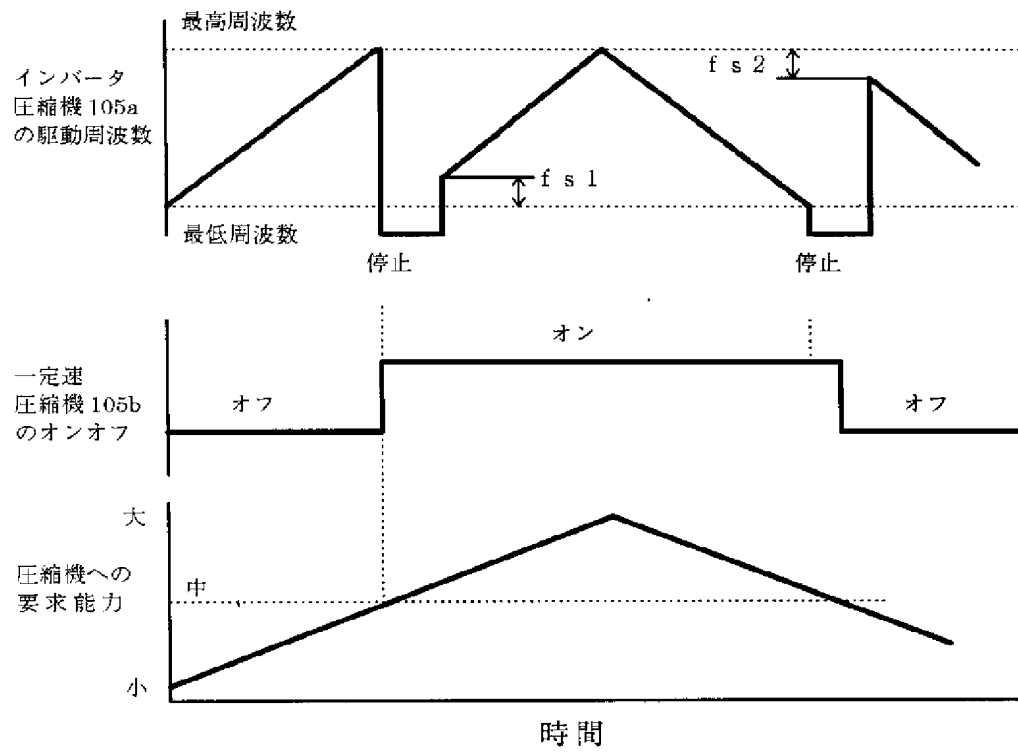 最高周波数
インバータ
圧縮機105a
の駆動周波数
fs2
fs1
最低周波数
停止
停止
オン
一定速
圧縮機105b
のオンオフ
オフ
オフ
大
圧縮機への
要求能力
中
小
時間